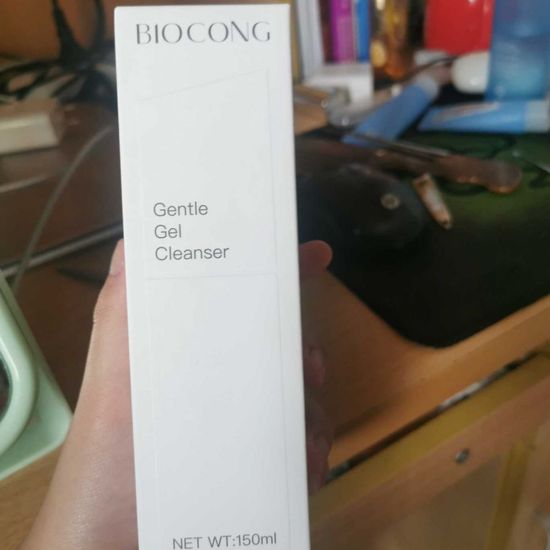 BIOCONG
Gentle
Gel
Cleanser
NET WT:150ml